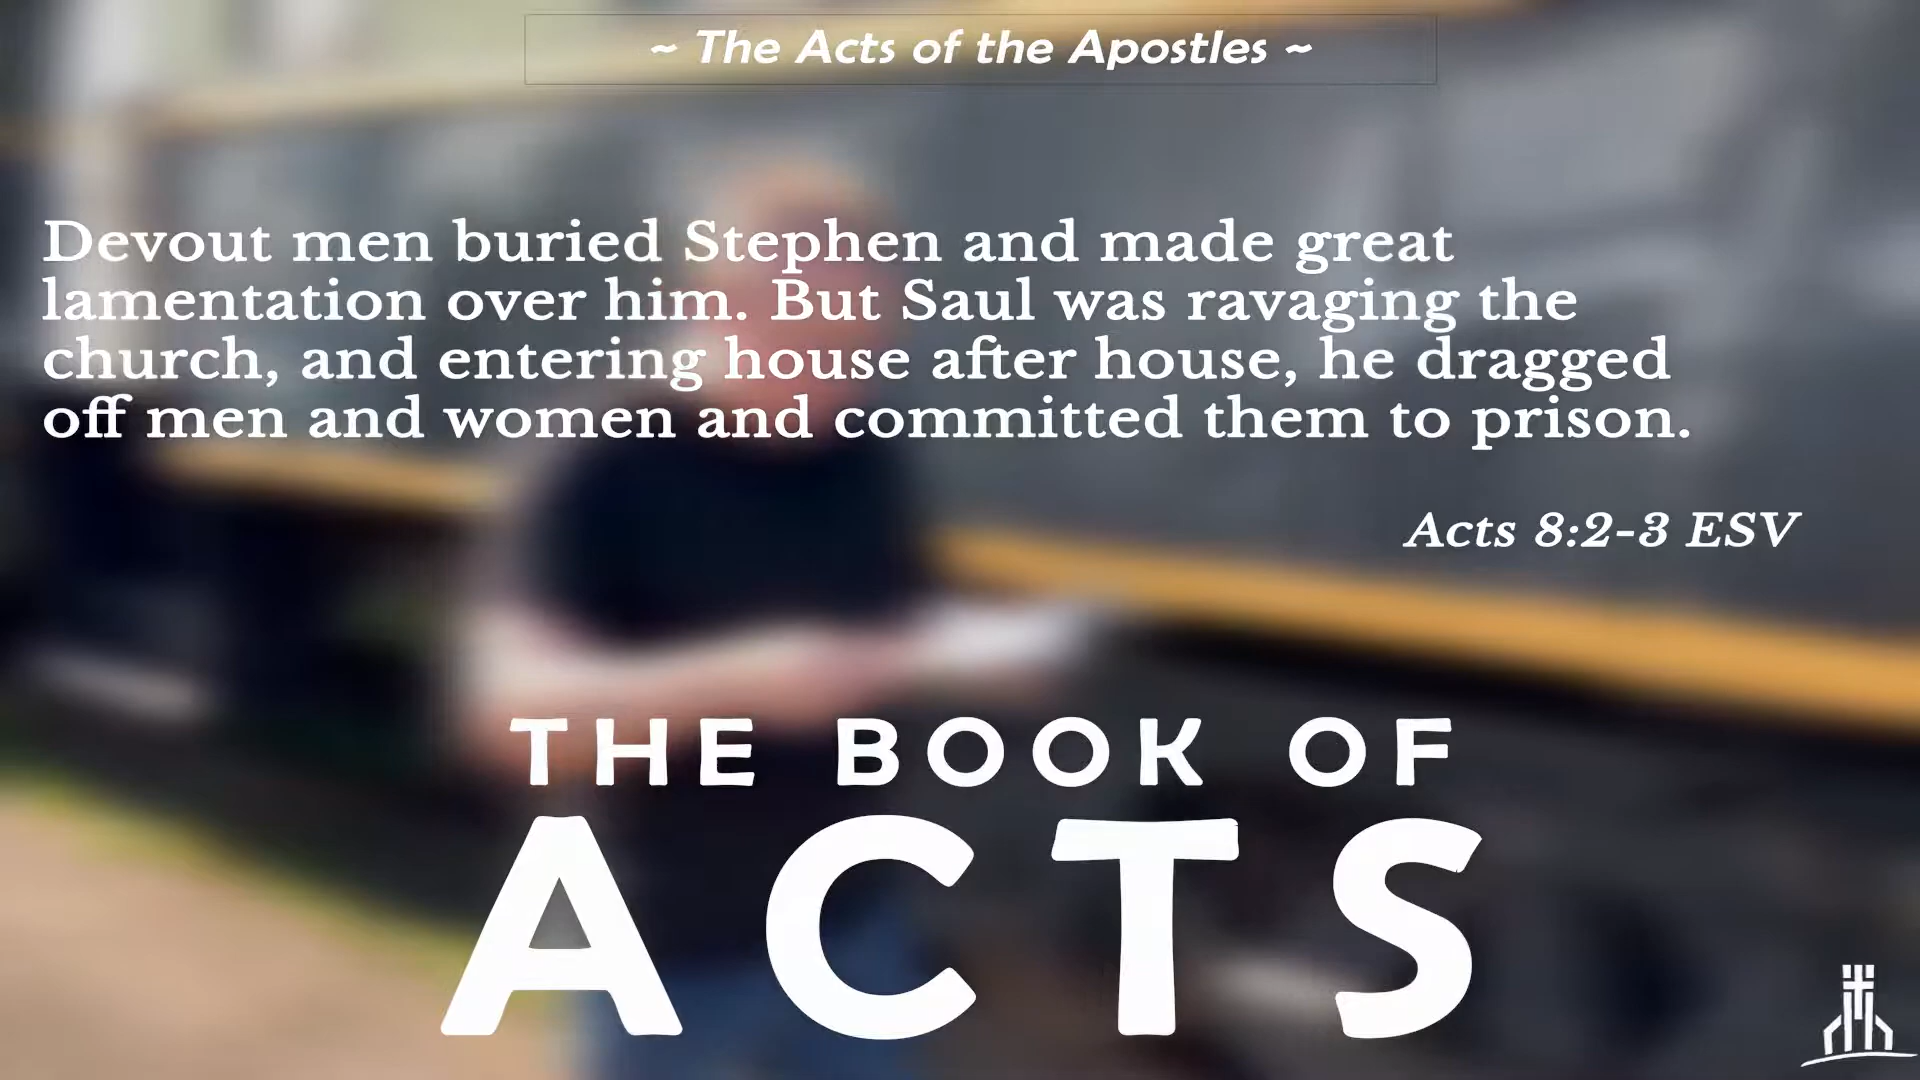 ~ The Acts of the Apostles ~
Devout men buried Stephen and made great
lamentation over him. But Saul was ravaging the
church, and entering house after house, he dragged
off men and women and committed them to prison.
Acts 8:2-3 ESV
THE BOOK OF
ACTS